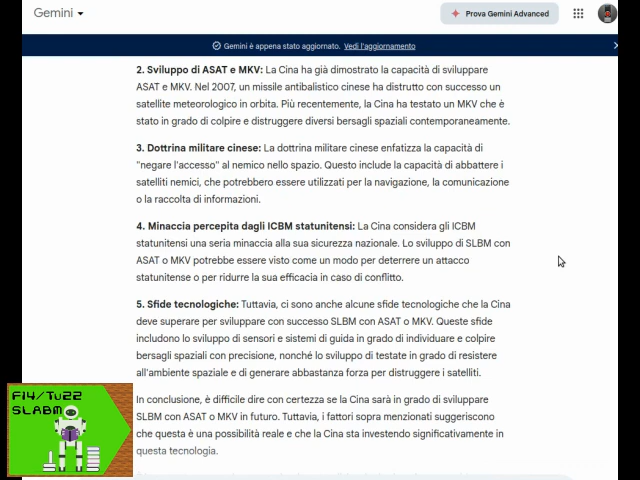 Gemini
Prova Gemini Advanced
Gemini è appena stato aggiornato. Vedi l'aggiornamento
2. Sviluppo di ASAT e MKV: La Cina ha già dimostrato la capacità di sviluppare
ASAT e MKV. Nel 2007, un missile antibalistico cinese ha distrutto con successo un
satellite meteorologico in orbita. Più recentemente, la Cina ha testato un MKV che è
stato in grado di colpire e distruggere diversi bersagli spaziali contemporaneamente.
3. Dottrina militare cinese: La dottrina militare cinese enfatizza la capacità di
"negare l'accesso" al nemico nello spazio. Questo include la capacità di abbattere i
satelliti nemici, che potrebbero essere utilizzati per la navigazione, la comunicazione
o la raccolta di informazioni.
4. Minaccia percepita dagli ICBM statunitensi: La Cina considera gli ICBM
statunitensi una seria minaccia alla sua sicurezza nazionale. Lo sviluppo di SLBM con
ASAT o MKV potrebbe essere visto come un modo per deterrere un attacco
statunitense o per ridurre la sua efficacia in caso di conflitto.
5. Sfide tecnologiche: Tuttavia, ci sono anche alcune sfide tecnologiche che la Cina
deve superare per sviluppare con successo SLBM con ASAT o MKV. Queste sfide
includono lo sviluppo di sensori e sistemi di guida in grado di individuare e colpire
bersagli spaziali con precisione, nonché lo sviluppo di testate in grado di resistere
all'ambiente spaziale e di generare abbastanza forza per distruggere i satelliti.
In conclusione, è difficile dire con certezza se la Cina sarà in grado di sviluppare
SLBM con ASAT o MKV in futuro. Tuttavia, i fattori sopra menzionati suggeriscono
che questa è una possibilità reale e che la Cina sta investendo significativamente in
questa tecnologia.
F14/TU22
SLABM